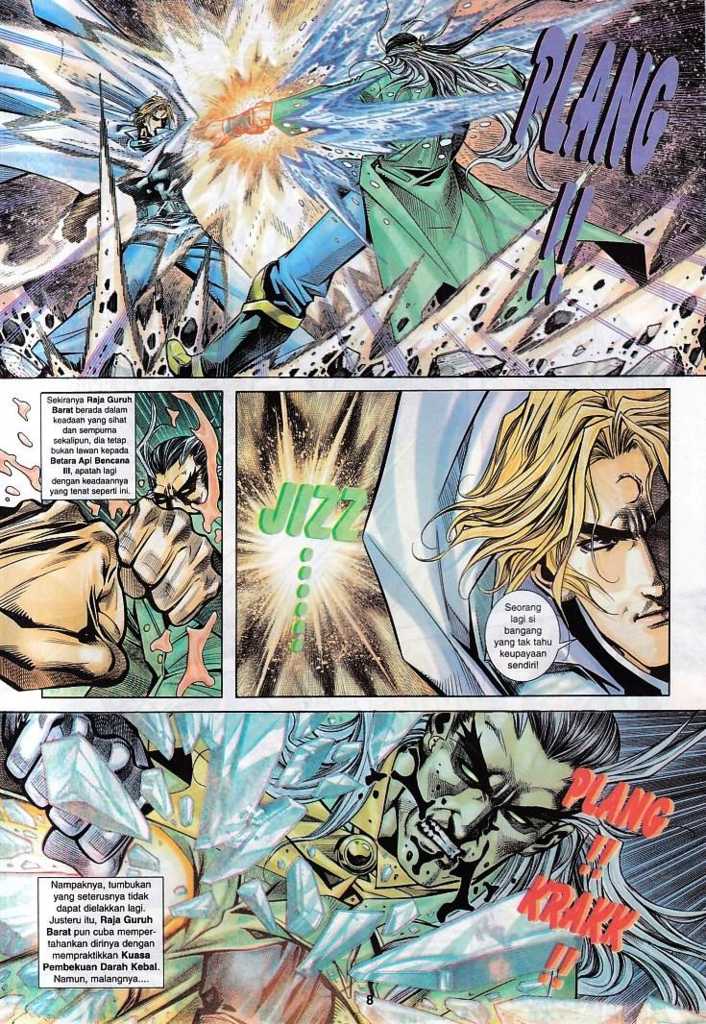 PLANG
!!
Sekiranya Raja Guruh
Barat berada dalam
keadaan yang sihat
dan sempurna
sekalipun, dia tetap
bukan lawan kepada
Betara Api Bencana
III, apatah lagi
dengan keadaannya
yang tenat seperti ini.
JIZZ
......
Seorang
lagi si
bangang
yang tak tahu
keupayaan
sendiri!
PLANG
!!
KRAKK
!!
Nampaknya, tumbukan
yang seterusnya tidak
dapat dielakkan lagi.
Justeru itu, Raja Guruh
Barat pun cuba memper-
tahankan dirinya dengan
mempraktikkan Kuasa
Pembekuan Darah Kebal.
Namun, malangnya....
8